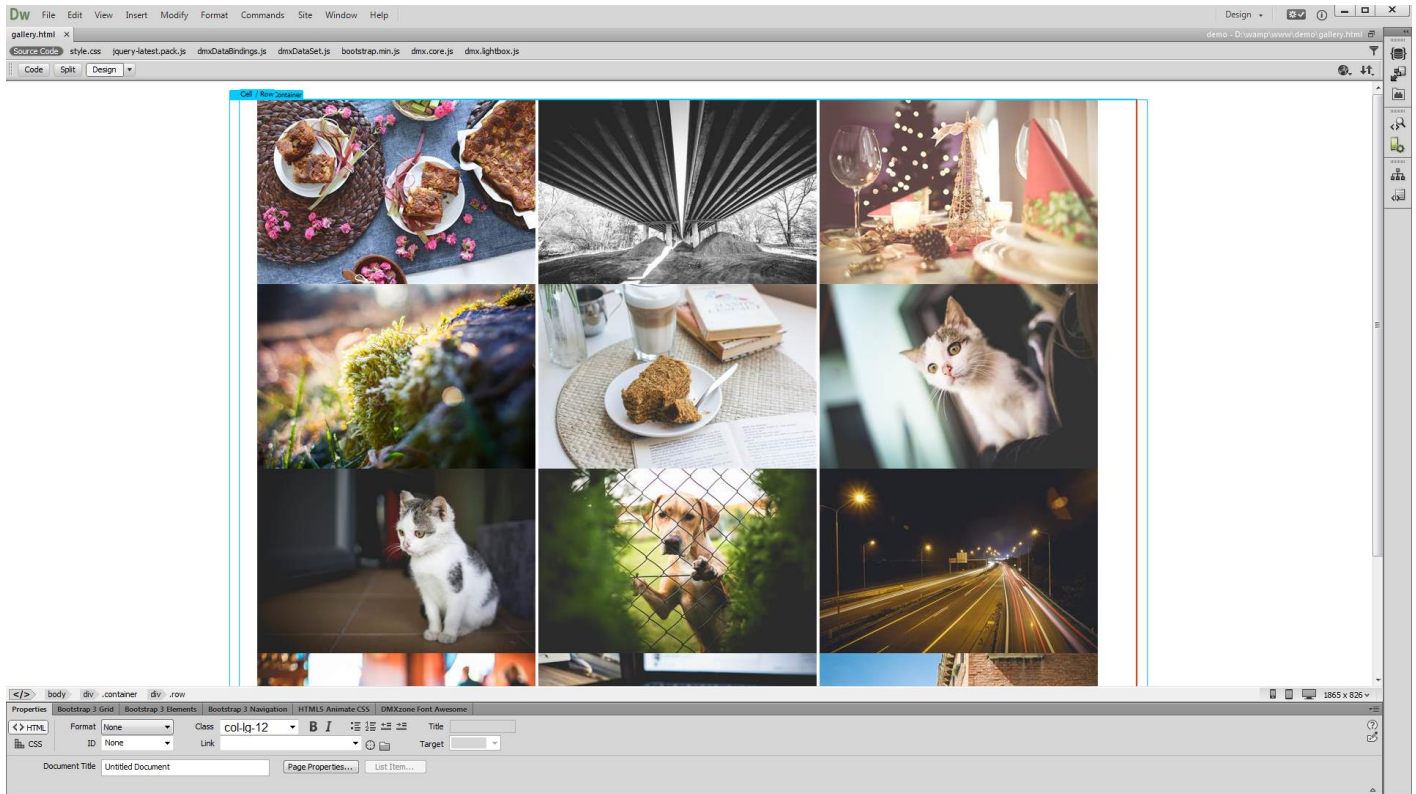 Dw File Edit View Insert Modify Format Commands Site Window Help Design
gallery.html × demo - D:\wamp\www\demo\gallery.html
Source Code style.css jquery-latest.pack.js dmxDataBindings.js dmxDataSet.js bootstrap.min.js dmx.core.js dmx.lightbox.js
Code Split Design
Cell / Row Container
</> body div .container div .row 1865 x 826
Properties Bootstrap 3 Grid Bootstrap 3 Elements Bootstrap 3 Navigation HTML5 Animate CSS DMXzone Font Awesome
<> HTML Format None Class col-lg-12 B I Title
CSS ID None Link Target
Document Title Untitled Document Page Properties... List Item...